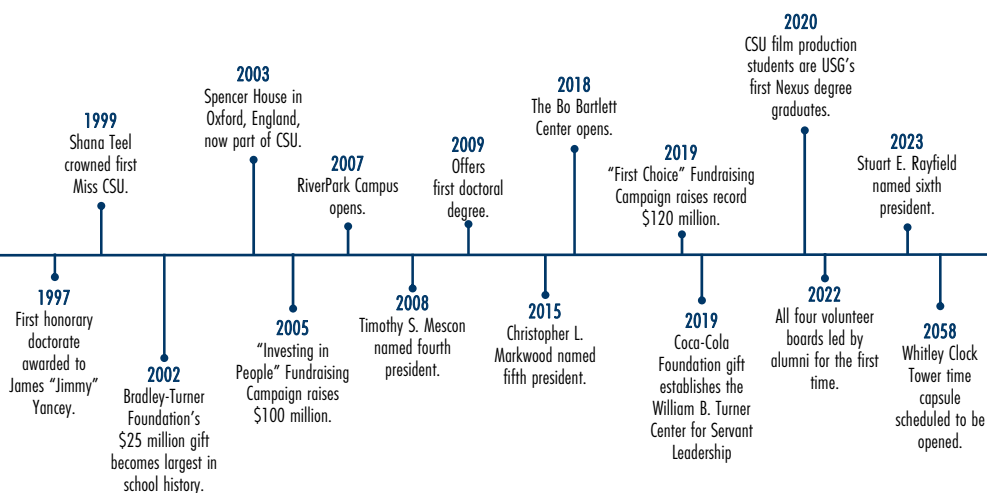 1997
First honorary
doctorate
awarded to
James “Jimmy”
Yancey.
1999
Shana Teel
crowned first
Miss CSU.
2002
Bradley-Turner
Foundation’s
$25 million gift
becomes largest in
school history.
2003
Spencer House in
Oxford, England,
now part of CSU.
2005
“Investing in
People” Fundraising
Campaign raises
$100 million.
2007
RiverPark Campus
opens.
2008
Timothy S. Mescon
named fourth
president.
2009
Offers
first doctoral
degree.
2015
Christopher L.
Markwood named
fifth president.
2018
The Bo Bartlett
Center opens.
2019
“First Choice” Fundraising
Campaign raises record
$120 million.
2019
Coca-Cola
Foundation gift
establishes the
William B. Turner
Center for Servant
Leadership
2020
CSU film production
students are USG’s
first Nexus degree
graduates.
2022
All four volunteer
boards led by
alumni for the first
time.
2023
Stuart E. Rayfield
named sixth
president.
2058
Whitley Clock
Tower time
capsule
scheduled to be
opened.